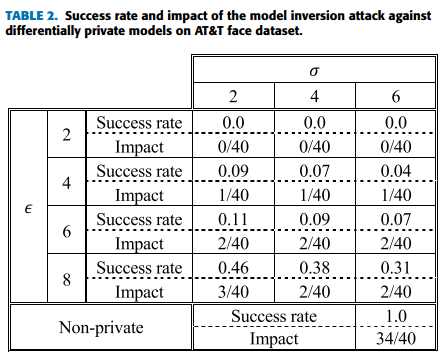 TABLE 2. Success rate and impact of the model inversion attack against
differentially private models on AT&T face dataset.
σ
2 4 6
ϵ
2 Success rate 0.0 0.0 0.0
Impact 0/40 0/40 0/40
4 Success rate 0.09 0.07 0.04
Impact 1/40 1/40 1/40
6 Success rate 0.11 0.09 0.07
Impact 2/40 2/40 2/40
8 Success rate 0.46 0.38 0.31
Impact 3/40 2/40 2/40
Non-private Success rate 1.0
Impact 34/40